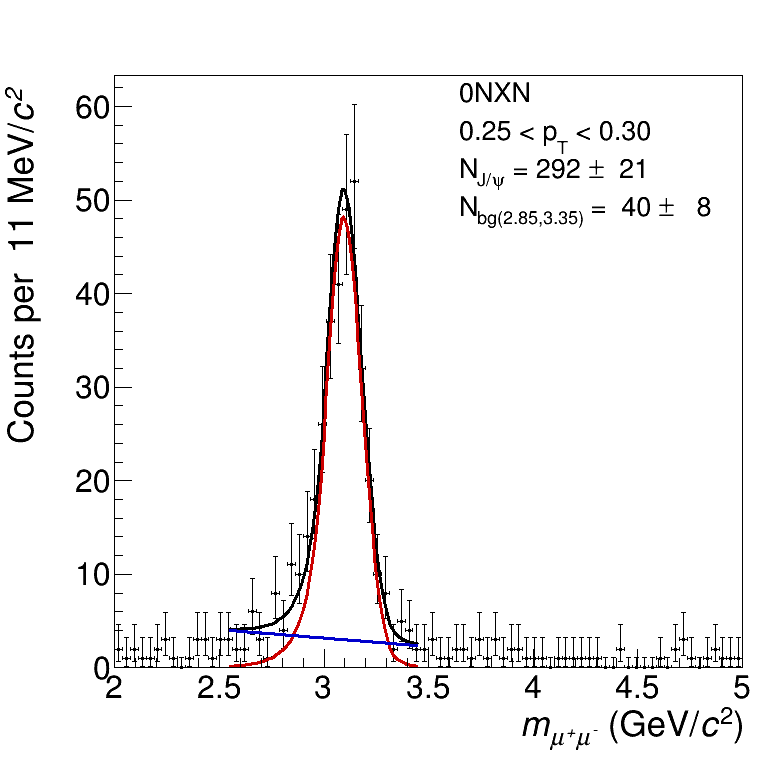 Counts per 11 MeV/c²
60
50
40
30
20
10
0
0NXN
0.25 < p_T < 0.30
N_J/ψ = 292 ± 21
N_bg(2.85,3.35) = 40 ± 8
2 2.5 3 3.5 4 4.5 5
m_μ⁺μ⁻ (GeV/c²)